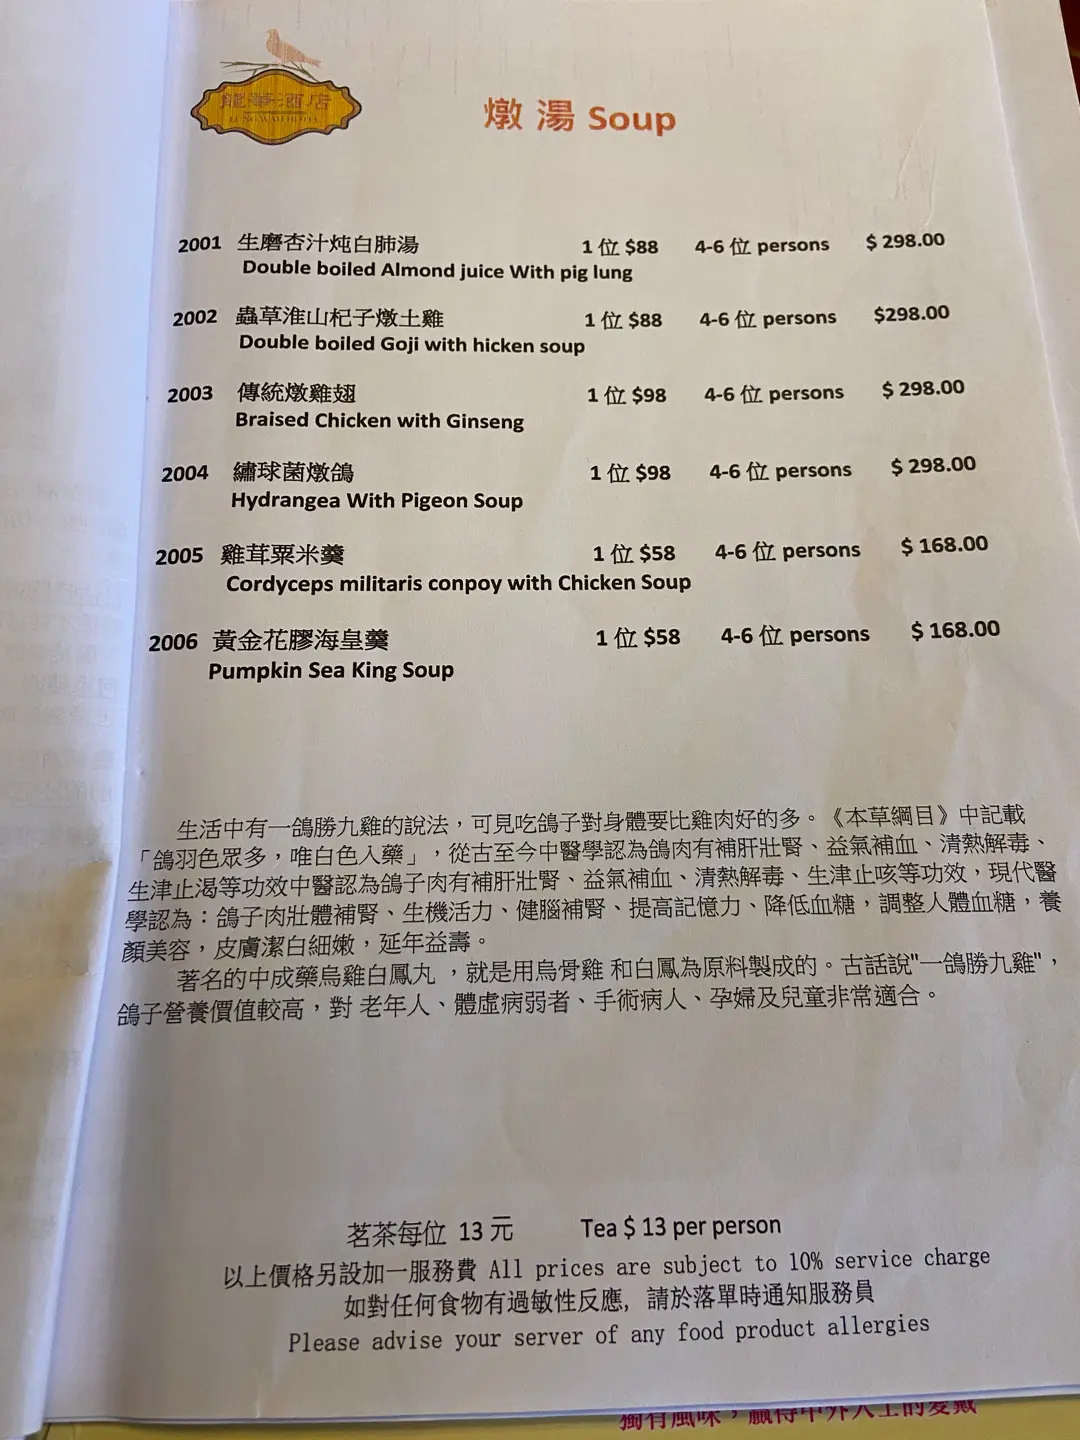 龍華酒店
LUNG WAH HOTEL
燉湯 Soup
2001 生磨杏汁炖白肺湯 1 位 $88 4-6 位 persons $ 298.00
Double boiled Almond juice With pig lung
2002 蟲草淮山杞子燉土雞 1 位 $88 4-6 位 persons $298.00
Double boiled Goji with hicken soup
2003 傳統燉雞翅 1 位 $98 4-6 位 persons $ 298.00
Braised Chicken with Ginseng
2004 繡球菌燉鴿 1 位 $98 4-6 位 persons $ 298.00
Hydrangea With Pigeon Soup
2005 雞茸粟米羹 1 位 $58 4-6 位 persons $ 168.00
Cordyceps militaris conpoy with Chicken Soup
2006 黃金花膠海皇羹 1 位 $58 4-6 位 persons $ 168.00
Pumpkin Sea King Soup
生活中有一鴿勝九雞的說法，可見吃鴿子對身體要比雞肉好的多。《本草綱目》中記載
「鴿羽色眾多，唯白色入藥」，從古至今中醫學認為鴿肉有補肝壯腎、益氣補血、清熱解毒、
生津止渴等功效中醫認為鴿子肉有補肝壯腎、益氣補血、清熱解毒、生津止咳等功效，現代醫
學認為：鴿子肉壯體補腎、生機活力、健腦補腎、提高記憶力、降低血糖，調整人體血糖，養
顏美容，皮膚潔白細嫩，延年益壽。
著名的中成藥烏雞白鳳丸 ，就是用烏骨雞 和白鳳為原料製成的。古話說"一鴿勝九雞"，
鴿子營養價值較高，對 老年人、體虛病弱者、手術病人、孕婦及兒童非常適合。
茗茶每位 13 元 Tea $ 13 per person
以上價格另設加一服務費 All prices are subject to 10% service charge
如對任何食物有過敏性反應, 請於落單時通知服務員
Please advise your server of any food product allergies
獨有風味，贏得中外人士的愛戴